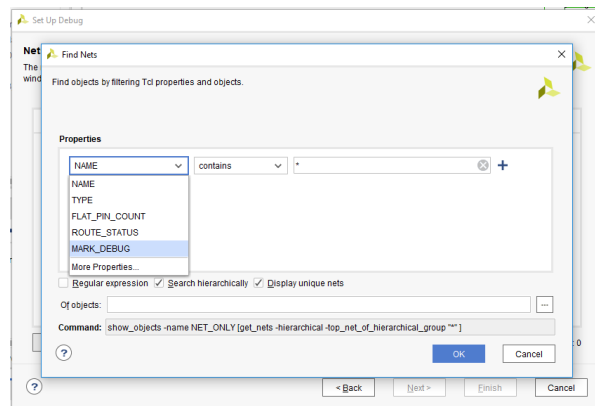 Set Up Debug
Net
The
wind
Find Nets
Find objects by filtering Tcl properties and objects.
Properties
NAME contains *
NAME
TYPE
FLAT_PIN_COUNT
ROUTE_STATUS
MARK_DEBUG
More Properties...
Regular expression Search hierarchically Display unique nets
Of objects: ...
Command: show_objects -name NET_ONLY [get_nets -hierarchical -top_net_of_hierarchical_group "*" ]
: 0
? OK Cancel
? < Back Next > Finish Cancel